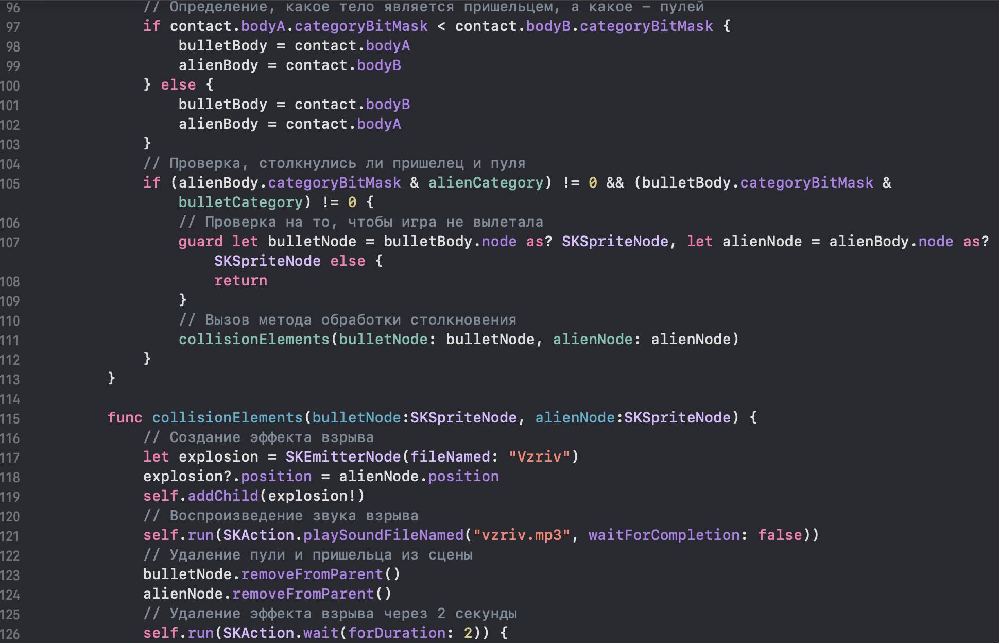 96 // Определение, какое тело является пришельцем, а какое – пулей
97 if contact.bodyA.categoryBitMask < contact.bodyB.categoryBitMask {
98 bulletBody = contact.bodyA
99 alienBody = contact.bodyB
100 } else {
101 bulletBody = contact.bodyB
102 alienBody = contact.bodyA
103 }
104 // Проверка, столкнулись ли пришелец и пуля
105 if (alienBody.categoryBitMask & alienCategory) != 0 && (bulletBody.categoryBitMask &
bulletCategory) != 0 {
106 // Проверка на то, чтобы игра не вылетала
107 guard let bulletNode = bulletBody.node as? SKSpriteNode, let alienNode = alienBody.node as?
SKSpriteNode else {
108 return
109 }
110 // Вызов метода обработки столкновения
111 collisionElements(bulletNode: bulletNode, alienNode: alienNode)
112 }
113 }
114
115 func collisionElements(bulletNode:SKSpriteNode, alienNode:SKSpriteNode) {
116 // Создание эффекта взрыва
117 let explosion = SKEmitterNode(fileNamed: "Vzriv")
118 explosion?.position = alienNode.position
119 self.addChild(explosion!)
120 // Воспроизведение звука взрыва
121 self.run(SKAction.playSoundFileNamed("vzriv.mp3", waitForCompletion: false))
122 // Удаление пули и пришельца из сцены
123 bulletNode.removeFromParent()
124 alienNode.removeFromParent()
125 // Удаление эффекта взрыва через 2 секунды
126 self.run(SKAction.wait(forDuration: 2)) {